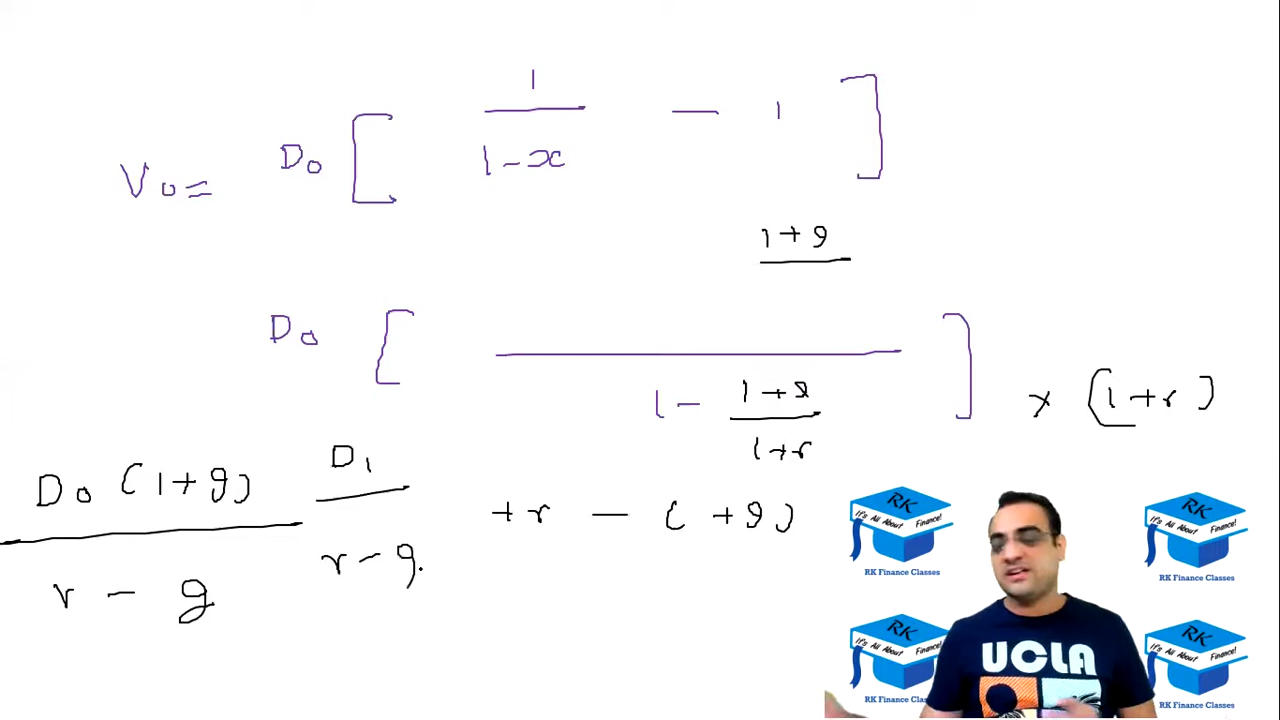 V₀ = D₀ [ 1 / (1 - x) - 1 ]
1 + g
D₀ [ / (1 - (1 + g) / (1 + r)) ] × (1 + r)
D₀ (1 + g) / (r - g)
D₁ / (r - g.
+ r - ( + g)
RK
It's All About Finance!
RK Finance Classes
RK
It's All About Finance!
RK Finance Classes
RK
It's All About Finance!
RK Finance Classes
RK
It's All About Finance!
RK Finance Classes
UCLA